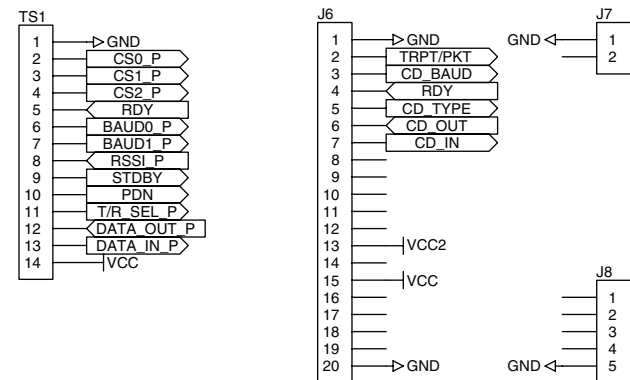 TS1
1 GND
2 CS0_P
3 CS1_P
4 CS2_P
5 RDY
6 BAUD0_P
7 BAUD1_P
8 RSSI_P
9 STDBY
10 PDN
11 T/R_SEL_P
12 DATA_OUT_P
13 DATA_IN_P
14 VCC
J6
1 GND
2 TRPT/PKT
3 CD_BAUD
4 RDY
5 CD_TYPE
6 CD_OUT
7 CD_IN
8
9
10
11
12
13 VCC2
14
15 VCC
16
17
18
19
20 GND
J7
GND 1
2
J8
1
2
3
4
GND 5